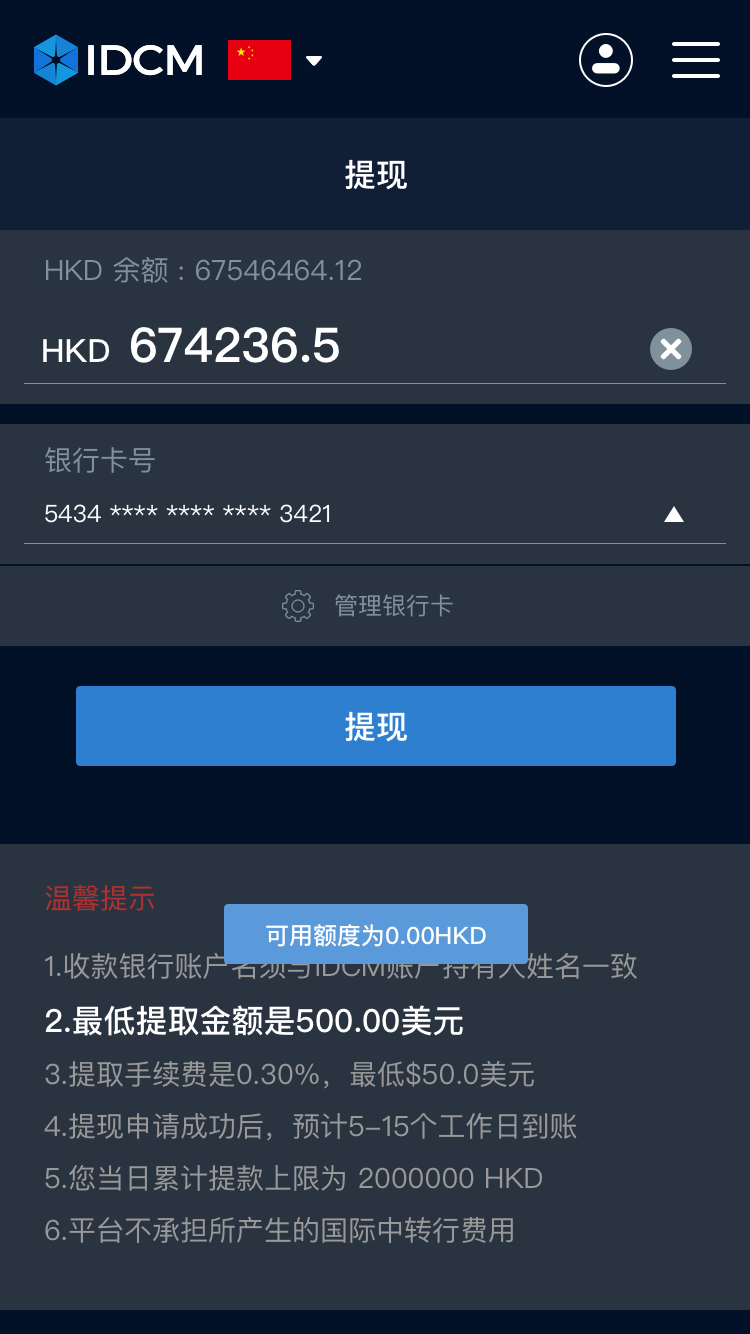 IDCM
提现
HKD 余额：67546464.12
HKD 674236.5
银行卡号
5434 **** **** **** 3421
管理银行卡
提现
温馨提示
可用额度为0.00HKD
1.收款银行账户名须与IDCM账户持有人姓名一致
2.最低提取金额是500.00美元
3.提取手续费是0.30%，最低$50.0美元
4.提现申请成功后，预计5-15个工作日到账
5.您当日累计提款上限为 2000000 HKD
6.平台不承担所产生的国际中转行费用